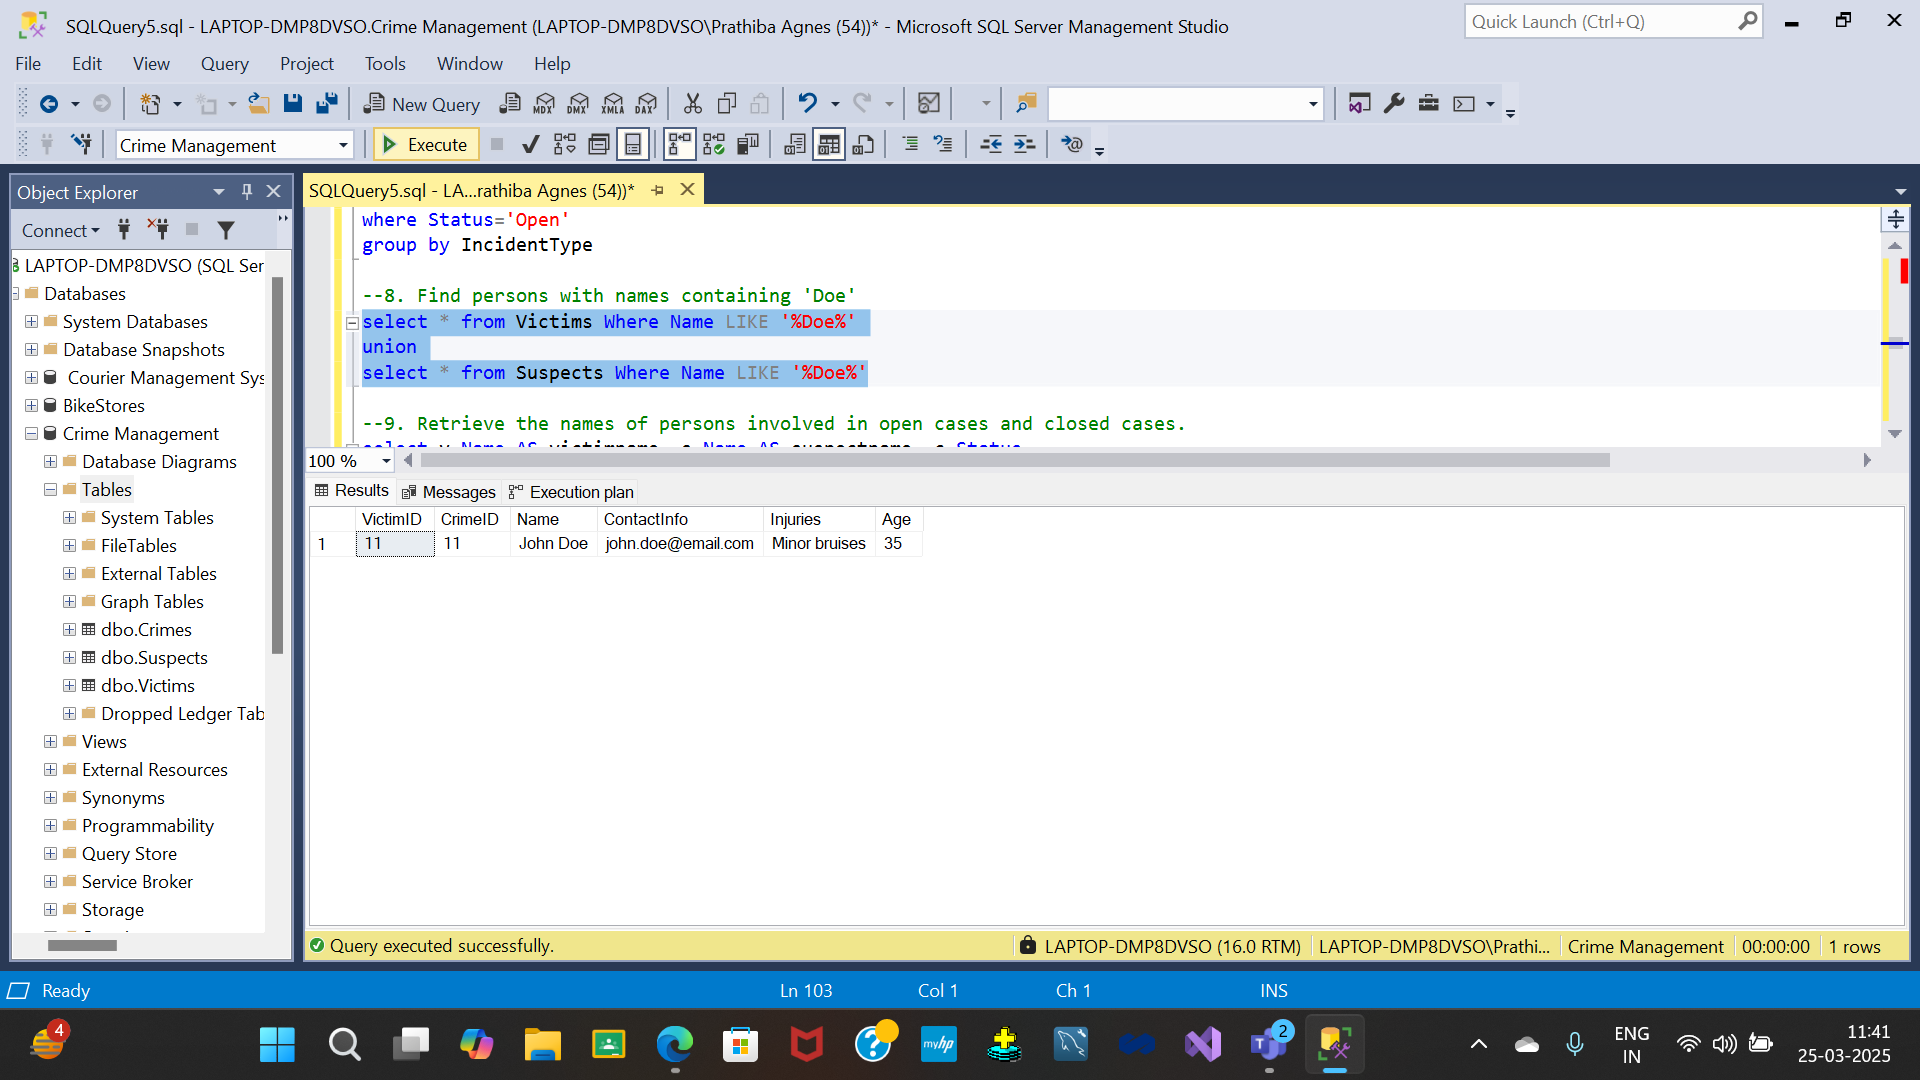 SQLQuery5.sql - LAPTOP-DMP8DVSO.Crime Management (LAPTOP-DMP8DVSO\Prathiba Agnes (54))* - Microsoft SQL Server Management Studio
Quick Launch (Ctrl+Q)
File Edit View Query Project Tools Window Help
New Query MDX DMX XMLA DAX
Crime Management Execute
Object Explorer
SQLQuery5.sql - LA...rathiba Agnes (54))*
Connect
LAPTOP-DMP8DVSO (SQL Ser
Databases
System Databases
Database Snapshots
Courier Management Sys
BikeStores
Crime Management
Database Diagrams
Tables
System Tables
FileTables
External Tables
Graph Tables
dbo.Crimes
dbo.Suspects
dbo.Victims
Dropped Ledger Tab
Views
External Resources
Synonyms
Programmability
Query Store
Service Broker
Storage
where Status='Open'
group by IncidentType
--8. Find persons with names containing 'Doe'
select * from Victims Where Name LIKE '%Doe%'
union
select * from Suspects Where Name LIKE '%Doe%'
--9. Retrieve the names of persons involved in open cases and closed cases.
100 %
Results Messages Execution plan
VictimID CrimeID Name ContactInfo Injuries Age
1 11 11 John Doe john.doe@email.com Minor bruises 35
Query executed successfully.
LAPTOP-DMP8DVSO (16.0 RTM) LAPTOP-DMP8DVSO\Prathi... Crime Management 00:00:00 1 rows
Ready Ln 103 Col 1 Ch 1 INS
4
myhp
2
ENG
IN
11:41
25-03-2025